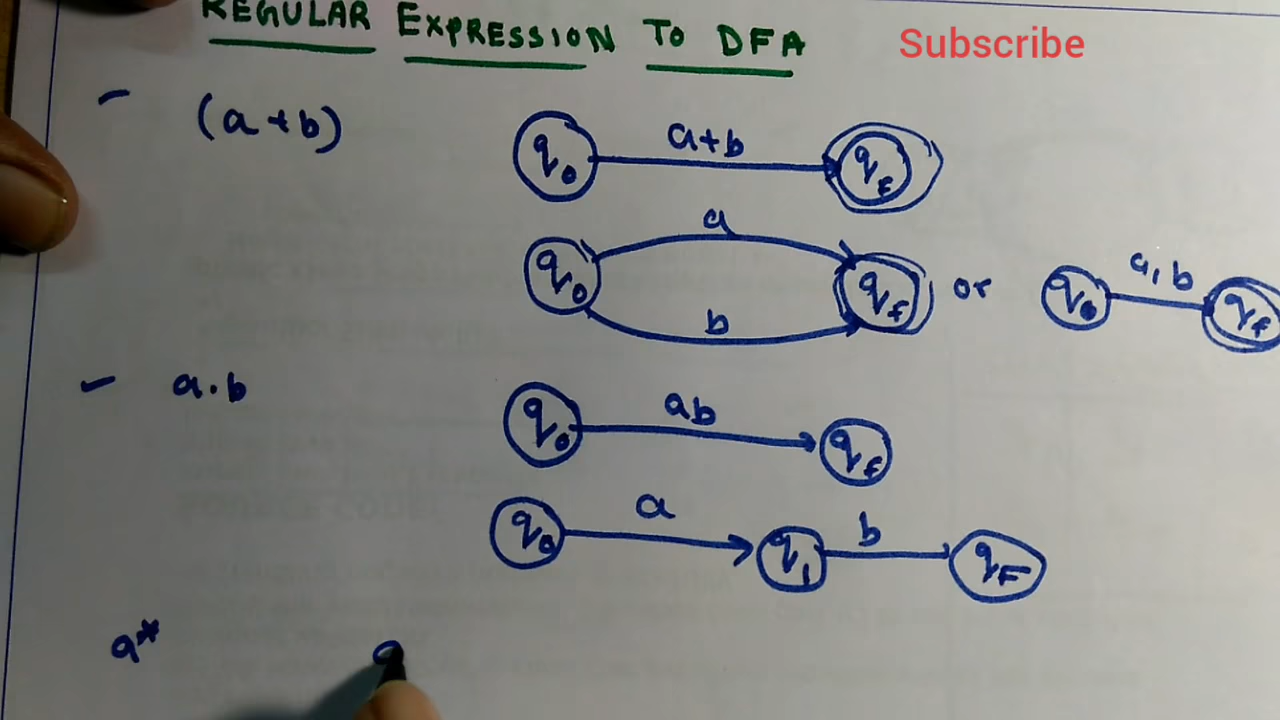 REGULAR EXPRESSION TO DFA
Subscribe
(a+b)
q0 a+b qf
q0 a b qf or q0 a,b qf
a.b
q0 ab qf
q0 a q1 b qF
a*